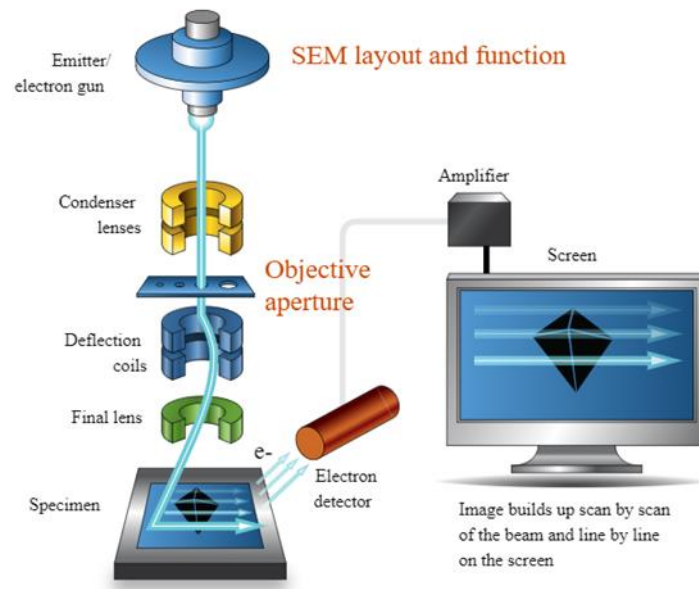 SEM layout and function
Emitter/
electron gun
Condenser
lenses
Objective
aperture
Deflection
coils
Final lens
e-
Electron
detector
Specimen
Amplifier
Screen
Image builds up scan by scan
of the beam and line by line
on the screen